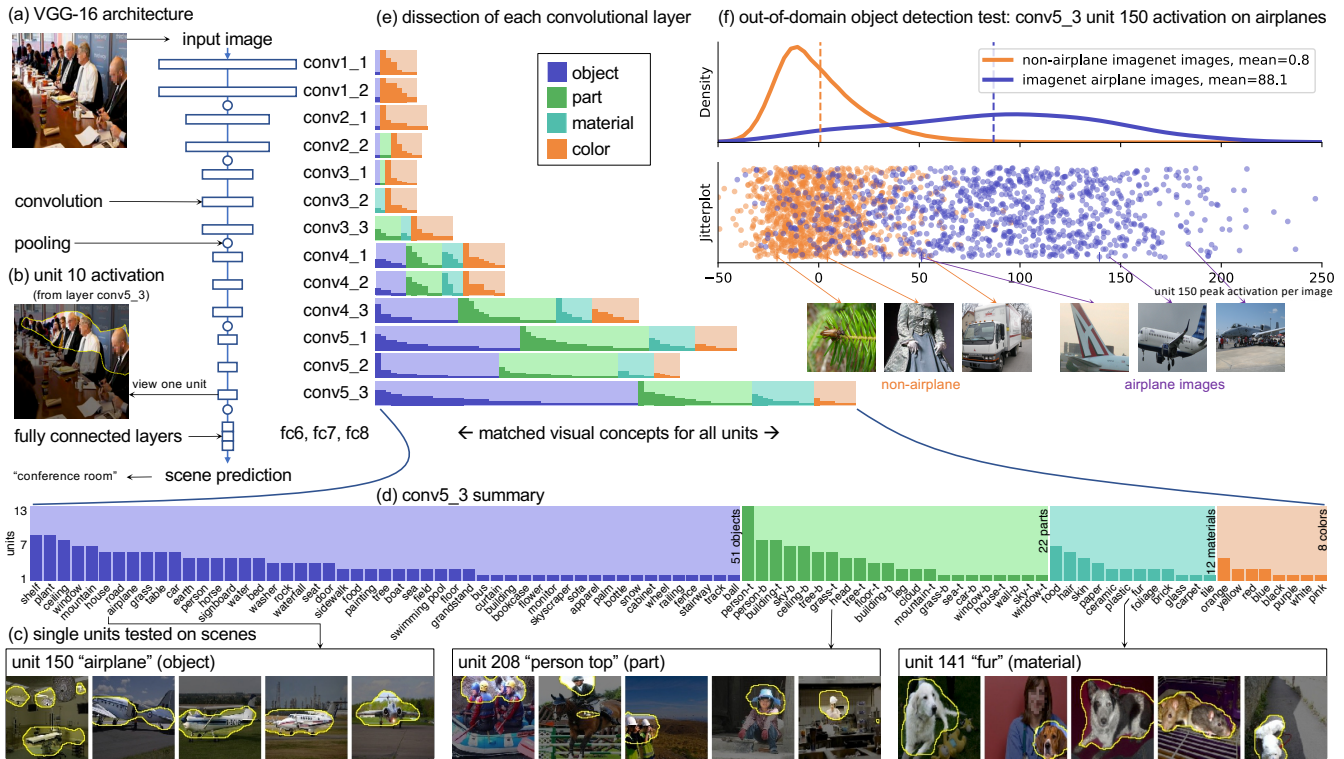 (a) VGG-16 architecture
input image
convolution
pooling
(b) unit 10 activation
(from layer conv5_3)
view one unit
fully connected layers
"conference room"
scene prediction
(e) dissection of each convolutional layer
conv1_1
conv1_2
conv2_1
conv2_2
conv3_1
conv3_2
conv3_3
conv4_1
conv4_2
conv4_3
conv5_1
conv5_2
conv5_3
fc6, fc7, fc8
object
part
material
color
← matched visual concepts for all units →
(f) out-of-domain object detection test: conv5_3 unit 150 activation on airplanes
Density
non-airplane imagenet images, mean=0.8
imagenet airplane images, mean=88.1
Jitterplot
−50
0
50
100
150
200
250
unit 150 peak activation per image
non-airplane
airplane images
(d) conv5_3 summary
units
13
7
1
51 objects
22 parts
12 materials
8 colors
shelf
plant
ceiling
window
mountain
house
road
airplane
grass
table
car
earth
person
horse
signboard
water
bed
washer
rock
waterfall
seat
door
sidewalk
food
painting
tree
boat
sea
field
swimming pool
floor
grandstand
bus
curtain
building
bookcase
flower
monitor
skyscraper
sofa
apparel
pane
bottle
snow
cabinet
wheel
railing
fence
stairway
track
ball
person-t
person-b
building-t
sky-b
ceiling-b
tree-b
grass-t
head
tree-t
floor-t
building-b
leg
cloud-t
mountain-t
grass-b
sea-t
car-b
window-b
house-t
wall-b
window-t
food
hair
skin
paper
ceramic
plastic
fur
foliage
brick
glass
carpet
tile
orange
yellow
red
blue
black
purple
white
pink
(c) single units tested on scenes
unit 150 "airplane" (object)
unit 208 "person top" (part)
unit 141 "fur" (material)